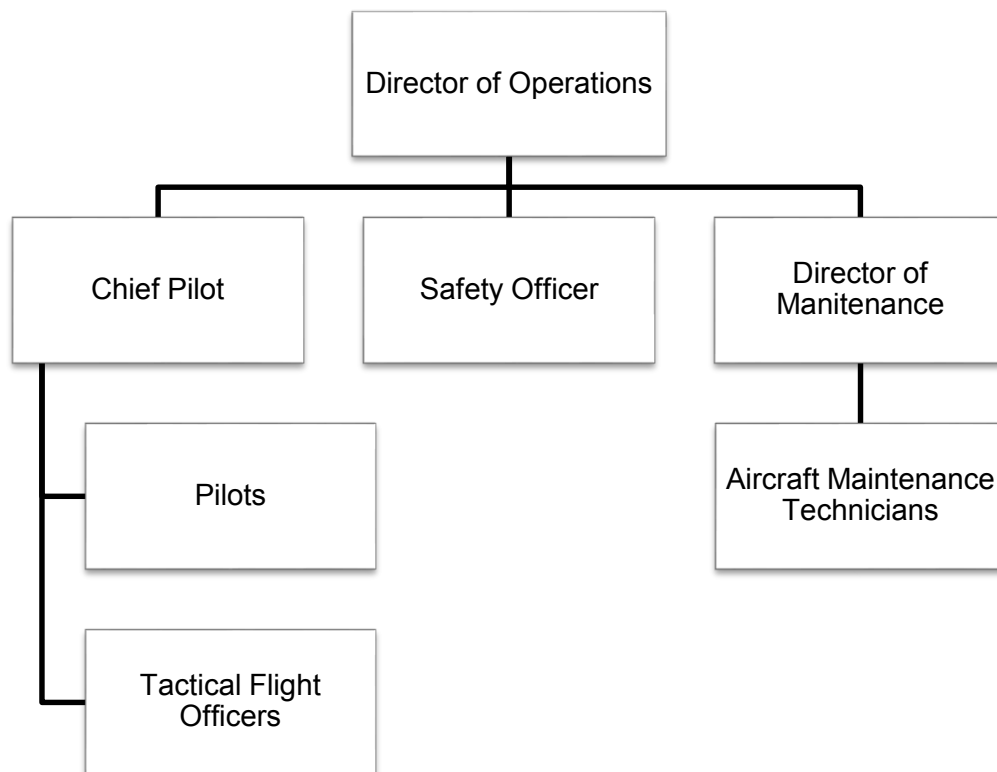 Director of Operations
Chief Pilot
Safety Officer
Director of
Manitenance
Pilots
Aircraft Maintenance
Technicians
Tactical Flight
Officers